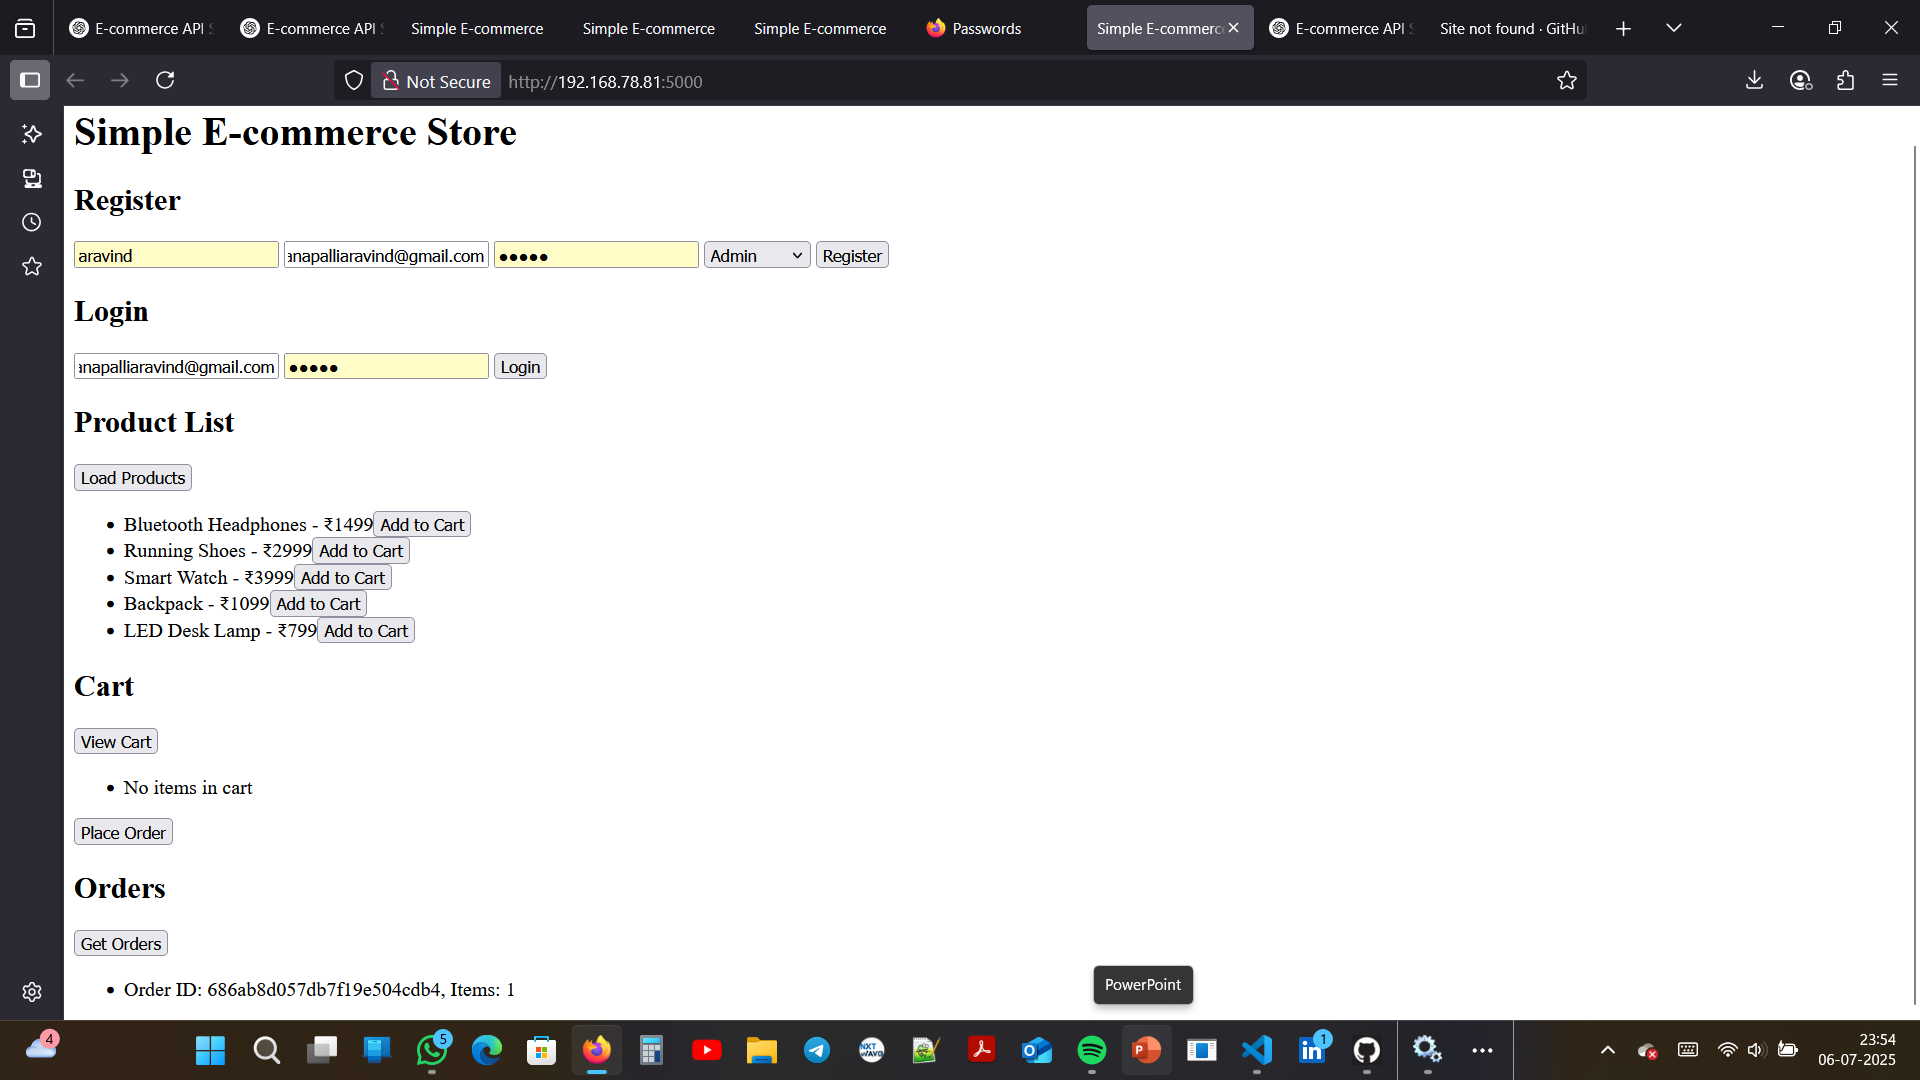 E-commerce API S
E-commerce API S
Simple E-commerce
Simple E-commerce
Simple E-commerce
Passwords
Simple E-commerce
E-commerce API S
Site not found · GitHu
Not Secure
http://192.168.78.81:5000
Simple E-commerce Store
Register
aravind
anapalliaravind@gmail.com
●●●●●
Admin
Register
Login
anapalliaravind@gmail.com
●●●●●
Login
Product List
Load Products
• Bluetooth Headphones - ₹1499 Add to Cart
• Running Shoes - ₹2999 Add to Cart
• Smart Watch - ₹3999 Add to Cart
• Backpack - ₹1099 Add to Cart
• LED Desk Lamp - ₹799 Add to Cart
Cart
View Cart
• No items in cart
Place Order
Orders
Get Orders
• Order ID: 686ab8d057db7f19e504cdb4, Items: 1
PowerPoint
4
5
NXT WAVE
1
23:54
06-07-2025